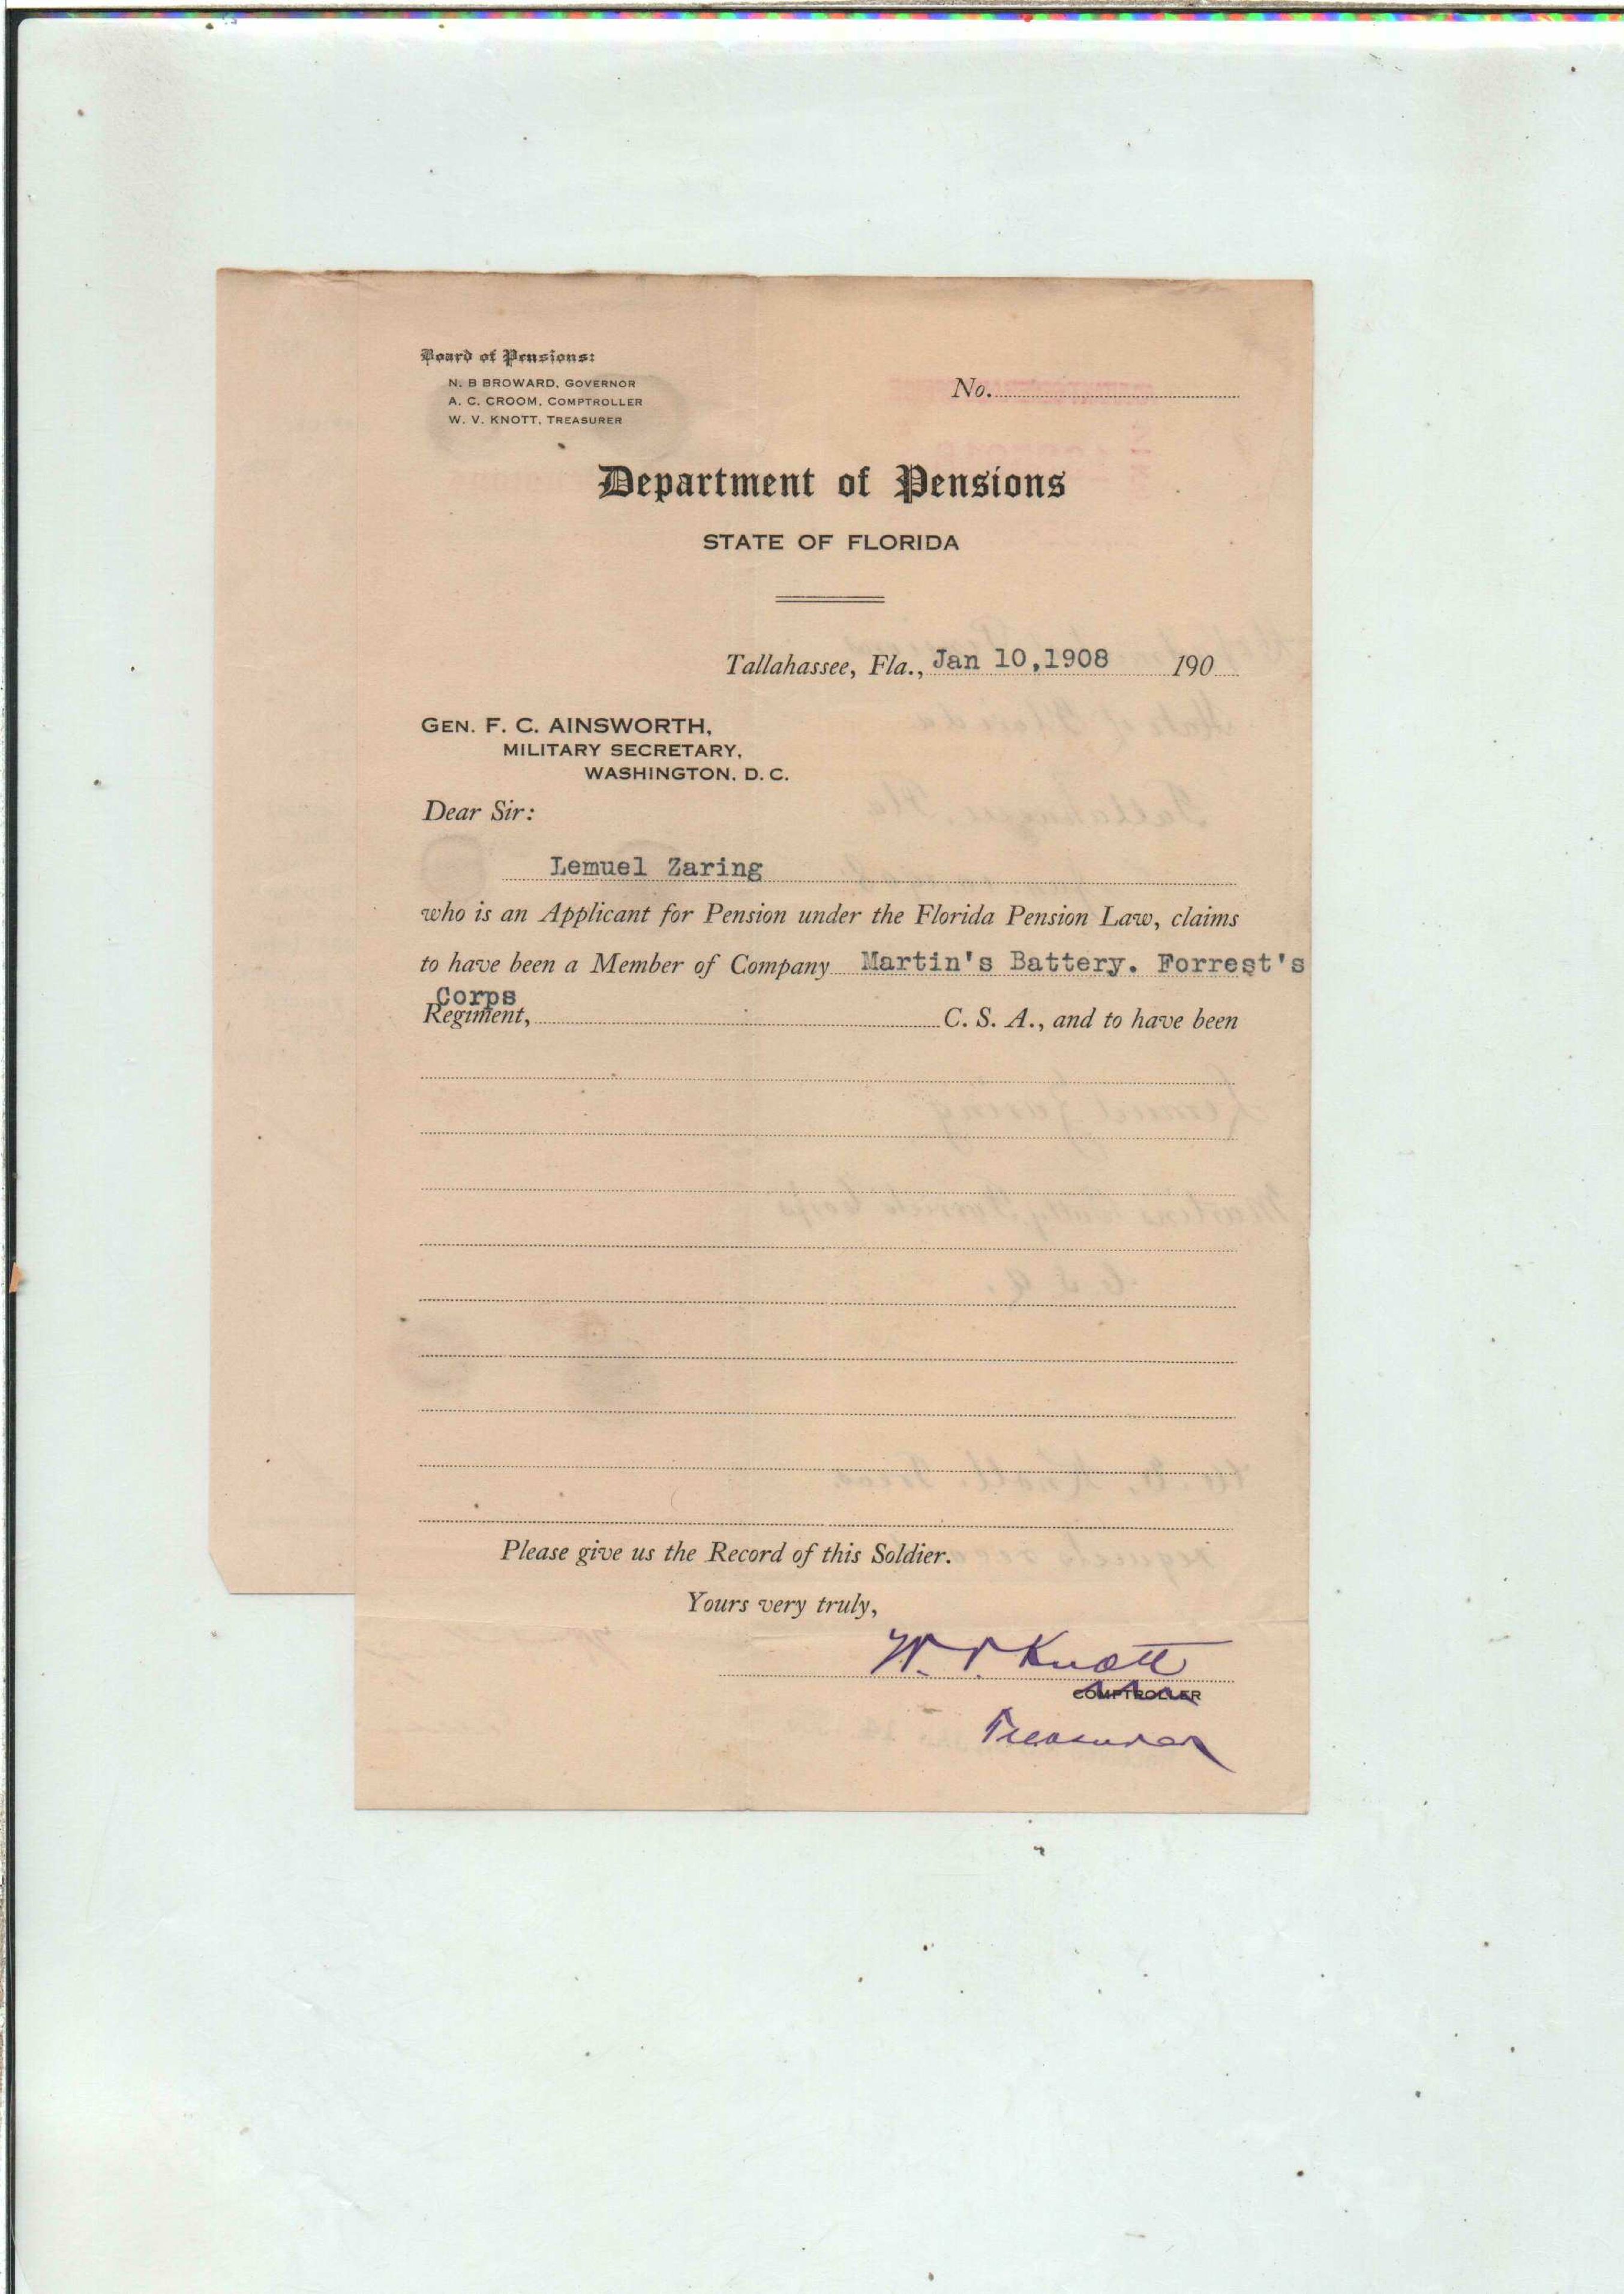 Board of Pensions:
N. B BROWARD, GOVERNOR
A. C. CROOM, COMPTROLLER
W. V. KNOTT, TREASURER
No.
Department of Pensions
STATE OF FLORIDA
Tallahassee, Fla., Jan 10,1908 190
GEN. F. C. AINSWORTH,
MILITARY SECRETARY,
WASHINGTON, D. C.
Dear Sir:
Lemuel Zaring
who is an Applicant for Pension under the Florida Pension Law, claims
to have been a Member of Company Martin's Battery. Forrest's
Corps
Regiment, C. S. A., and to have been
Please give us the Record of this Soldier.
Yours very truly,
W. V. Knott
COMPTROLLER
Treasurer